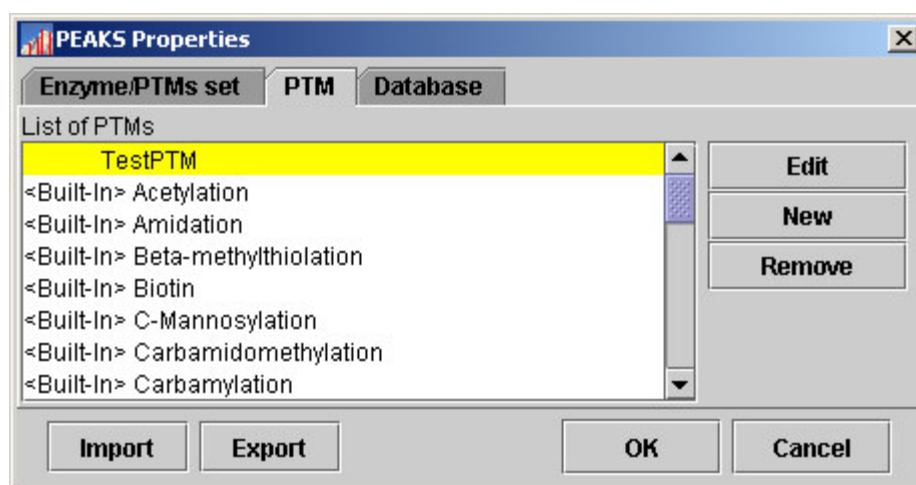 PEAKS Properties
Enzyme/PTMs set PTM Database
List of PTMs
TestPTM
<Built-In> Acetylation
<Built-In> Amidation
<Built-In> Beta-methylthiolation
<Built-In> Biotin
<Built-In> C-Mannosylation
<Built-In> Carbamidomethylation
<Built-In> Carbamylation
Edit
New
Remove
Import Export OK Cancel